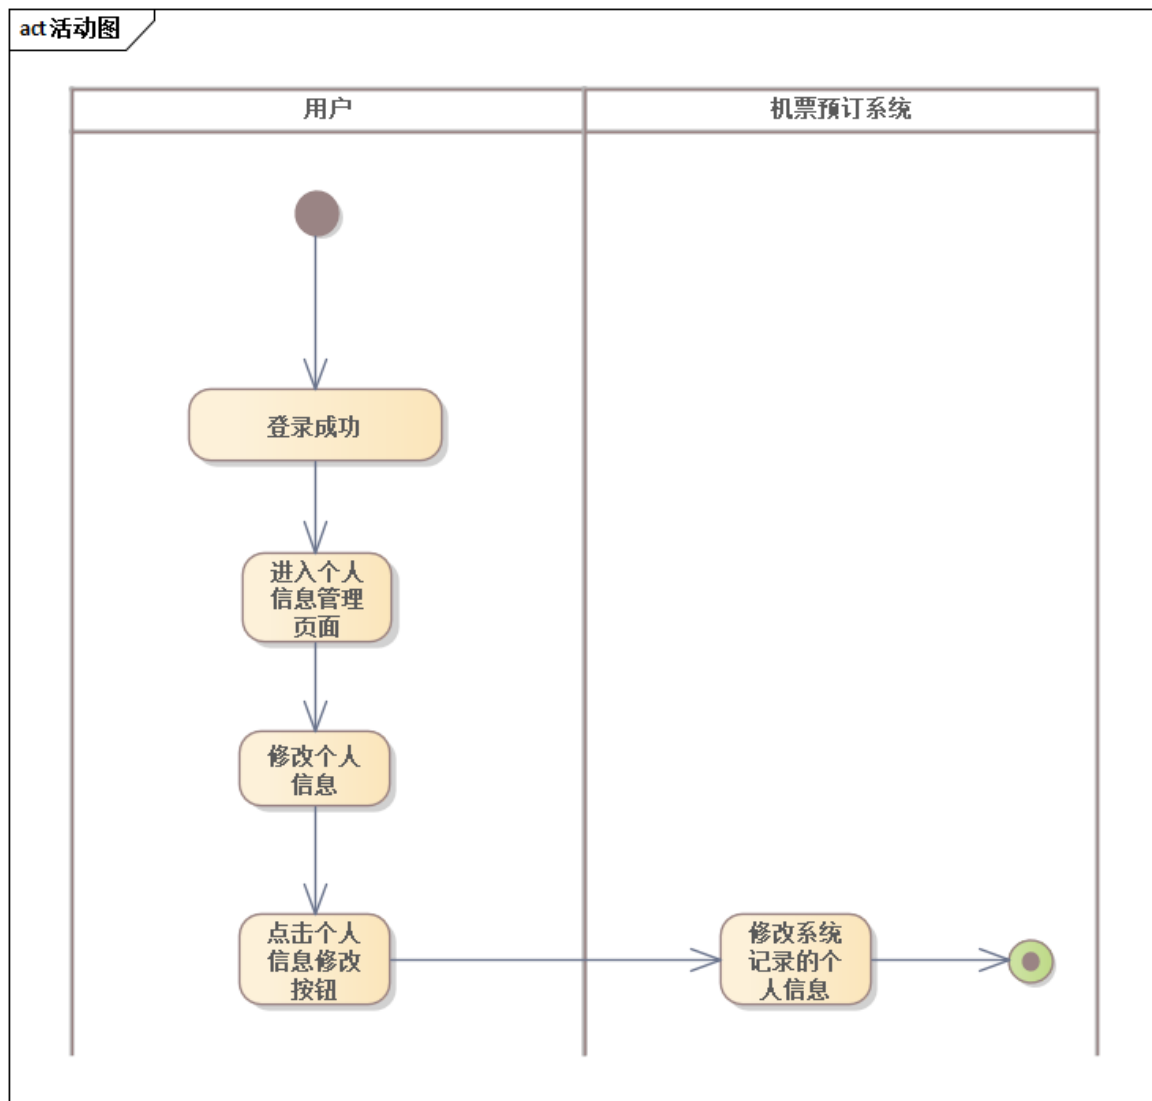 act 活动图
用户
机票预订系统
登录成功
进入个人
信息管理
页面
修改个人
信息
点击个人
信息修改
按钮
修改系统
记录的个
人信息